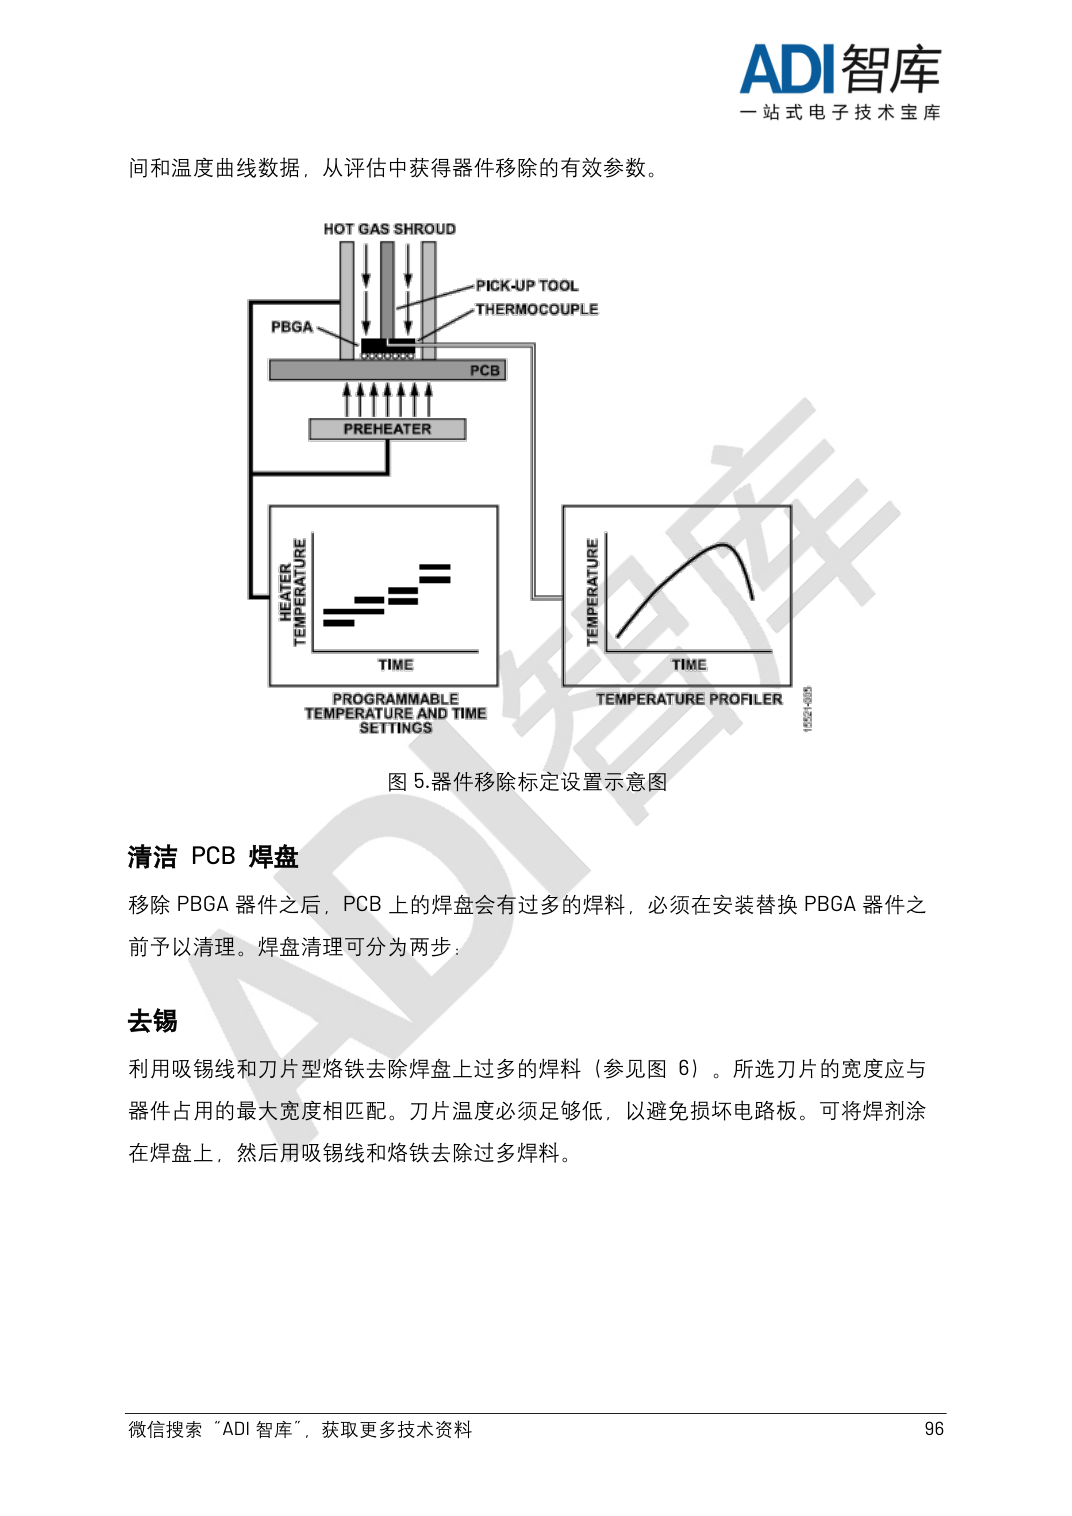 ADI智库
一站式电子技术宝库
间和温度曲线数据，从评估中获得器件移除的有效参数。
HOT GAS SHROUD
PICK-UP TOOL
THERMOCOUPLE
PBGA
PCB
PREHEATER
HEATER
TEMPERATURE
TIME
PROGRAMMABLE
TEMPERATURE AND TIME
SETTINGS
TEMPERATURE
TIME
TEMPERATURE PROFILER
15521-005
图 5.器件移除标定设置示意图
清洁 PCB 焊盘
移除 PBGA 器件之后，PCB 上的焊盘会有过多的焊料，必须在安装替换 PBGA 器件之
前予以清理。焊盘清理可分为两步：
去锡
利用吸锡线和刀片型烙铁去除焊盘上过多的焊料（参见图 6）。所选刀片的宽度应与
器件占用的最大宽度相匹配。刀片温度必须足够低，以避免损坏电路板。可将焊剂涂
在焊盘上，然后用吸锡线和烙铁去除过多焊料。
ADI智库
微信搜索“ADI 智库”，获取更多技术资料
96